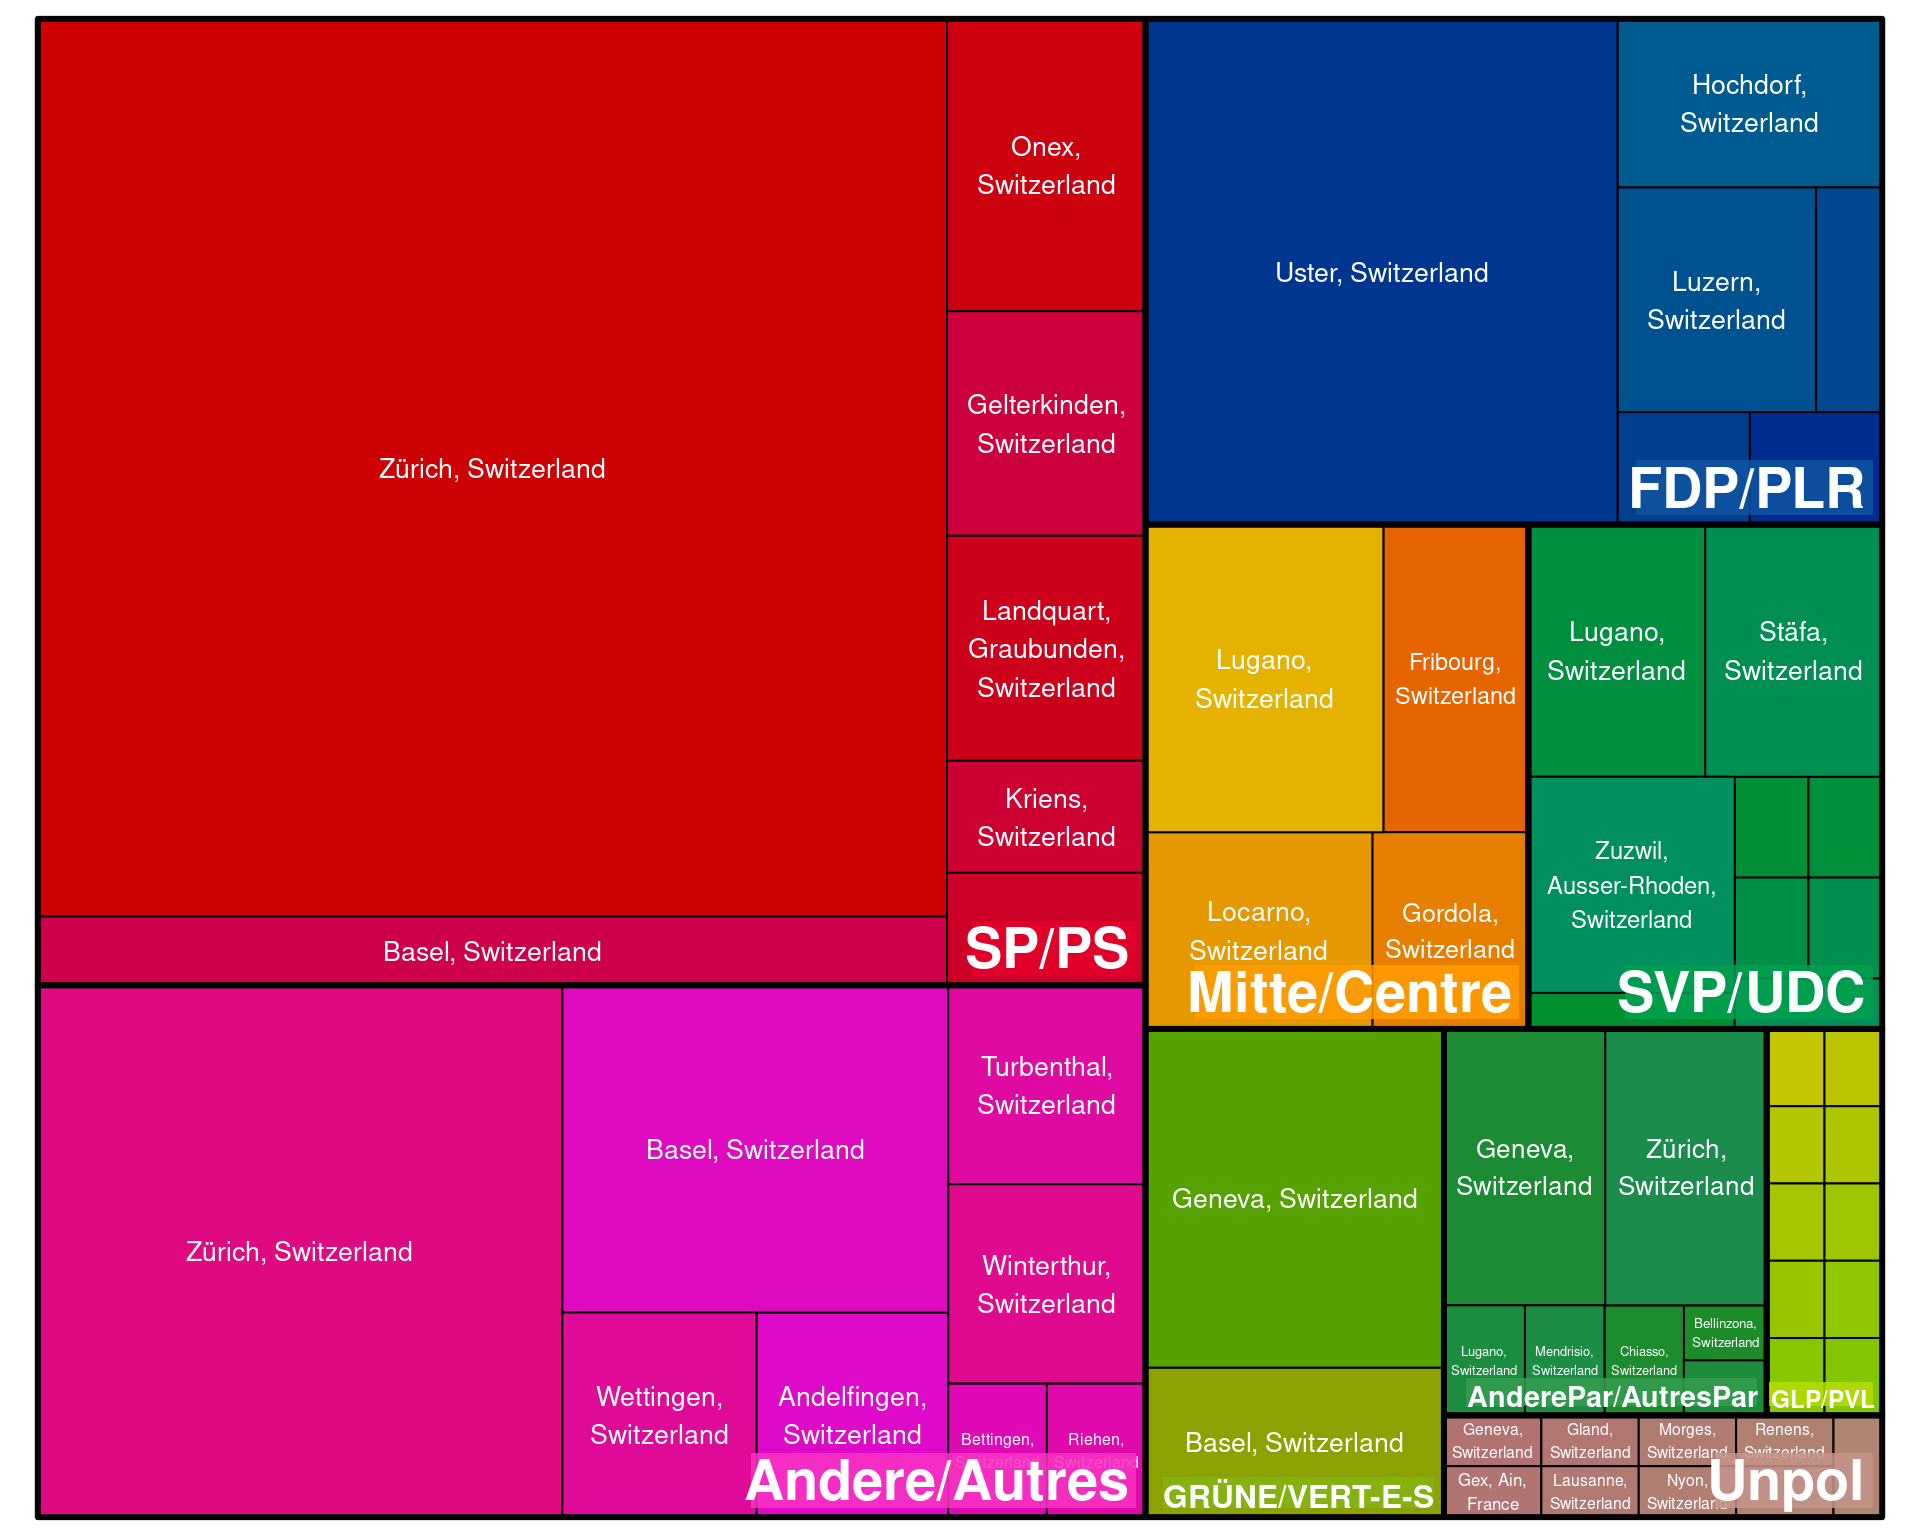 Zürich, Switzerland
Basel, Switzerland
Onex,
Switzerland
Gelterkinden,
Switzerland
Landquart,
Graubunden,
Switzerland
Kriens,
Switzerland
SP/PS
Uster, Switzerland
Hochdorf,
Switzerland
Luzern,
Switzerland
FDP/PLR
Lugano,
Switzerland
Fribourg,
Switzerland
Locarno,
Switzerland
Gordola,
Switzerland
Mitte/Centre
Lugano,
Switzerland
Stäfa,
Switzerland
Zuzwil,
Ausser-Rhoden,
Switzerland
SVP/UDC
Zürich, Switzerland
Basel, Switzerland
Wettingen,
Switzerland
Andelfingen,
Switzerland
Turbenthal,
Switzerland
Winterthur,
Switzerland
Bettingen,
Switzerland
Riehen,
Switzerland
Andere/Autres
Geneva, Switzerland
Basel, Switzerland
GRÜNE/VERT-E-S
Geneva,
Switzerland
Zürich,
Switzerland
Lugano,
Switzerland
Mendrisio,
Switzerland
Chiasso,
Switzerland
Bellinzona,
Switzerland
AnderePar/AutresPar
GLP/PVL
Geneva,
Switzerland
Gland,
Switzerland
Morges,
Switzerland
Renens,
Switzerland
Gex, Ain,
France
Lausanne,
Switzerland
Nyon,
Switzerland
Unpol